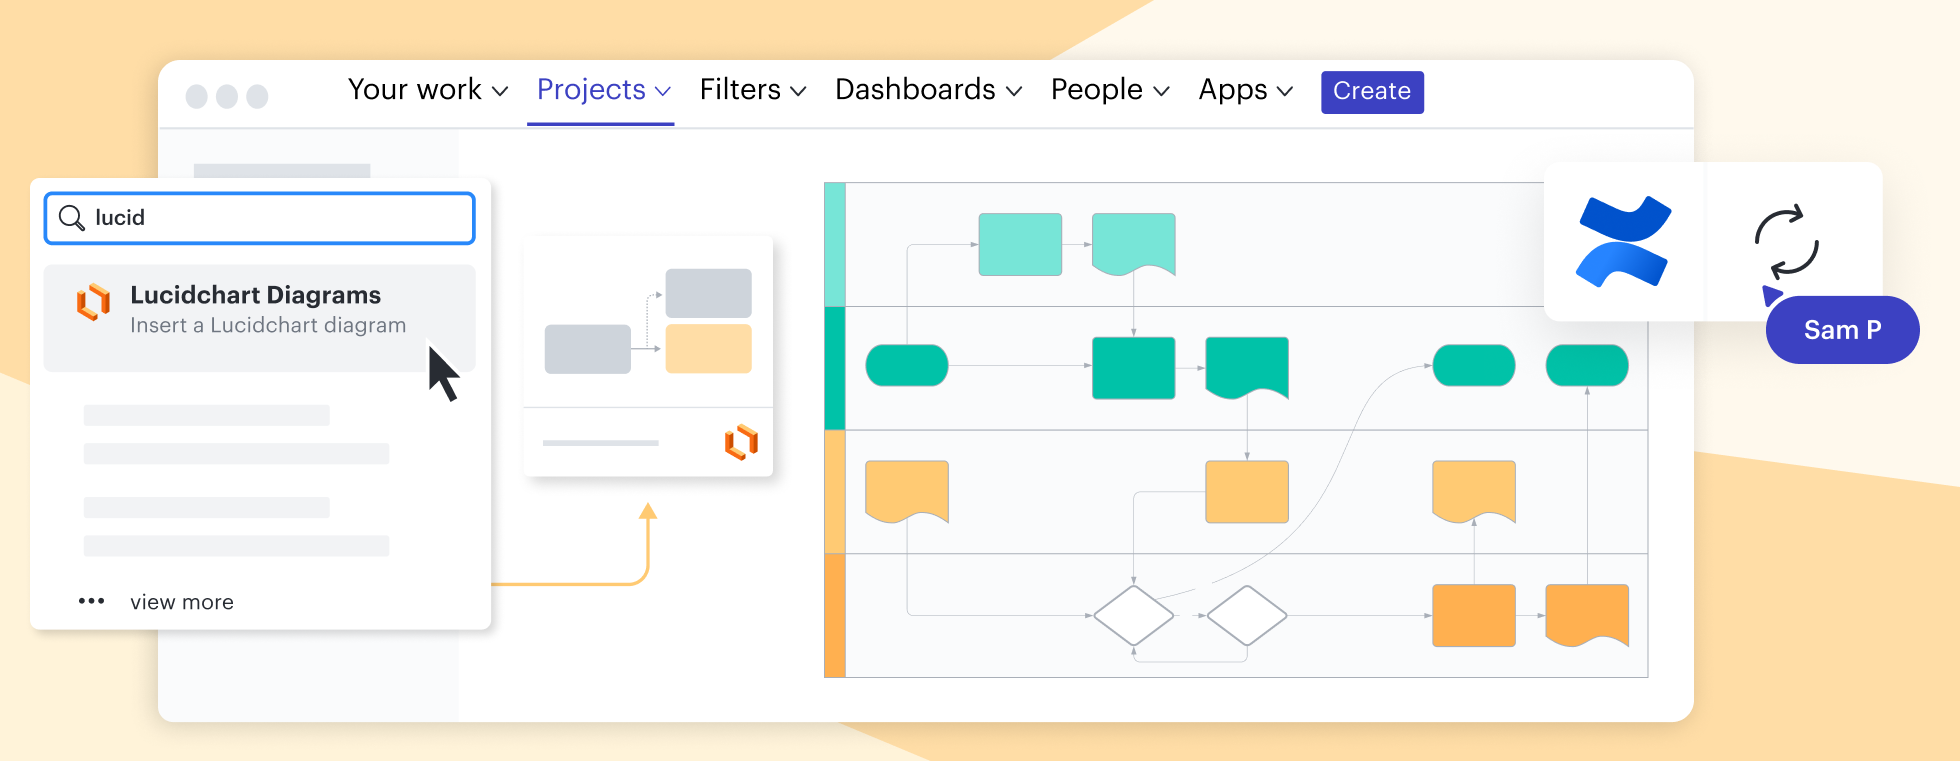 Your work Projects Filters Dashboards People Apps Create
lucid
Lucidchart Diagrams
Insert a Lucidchart diagram
view more
Sam P